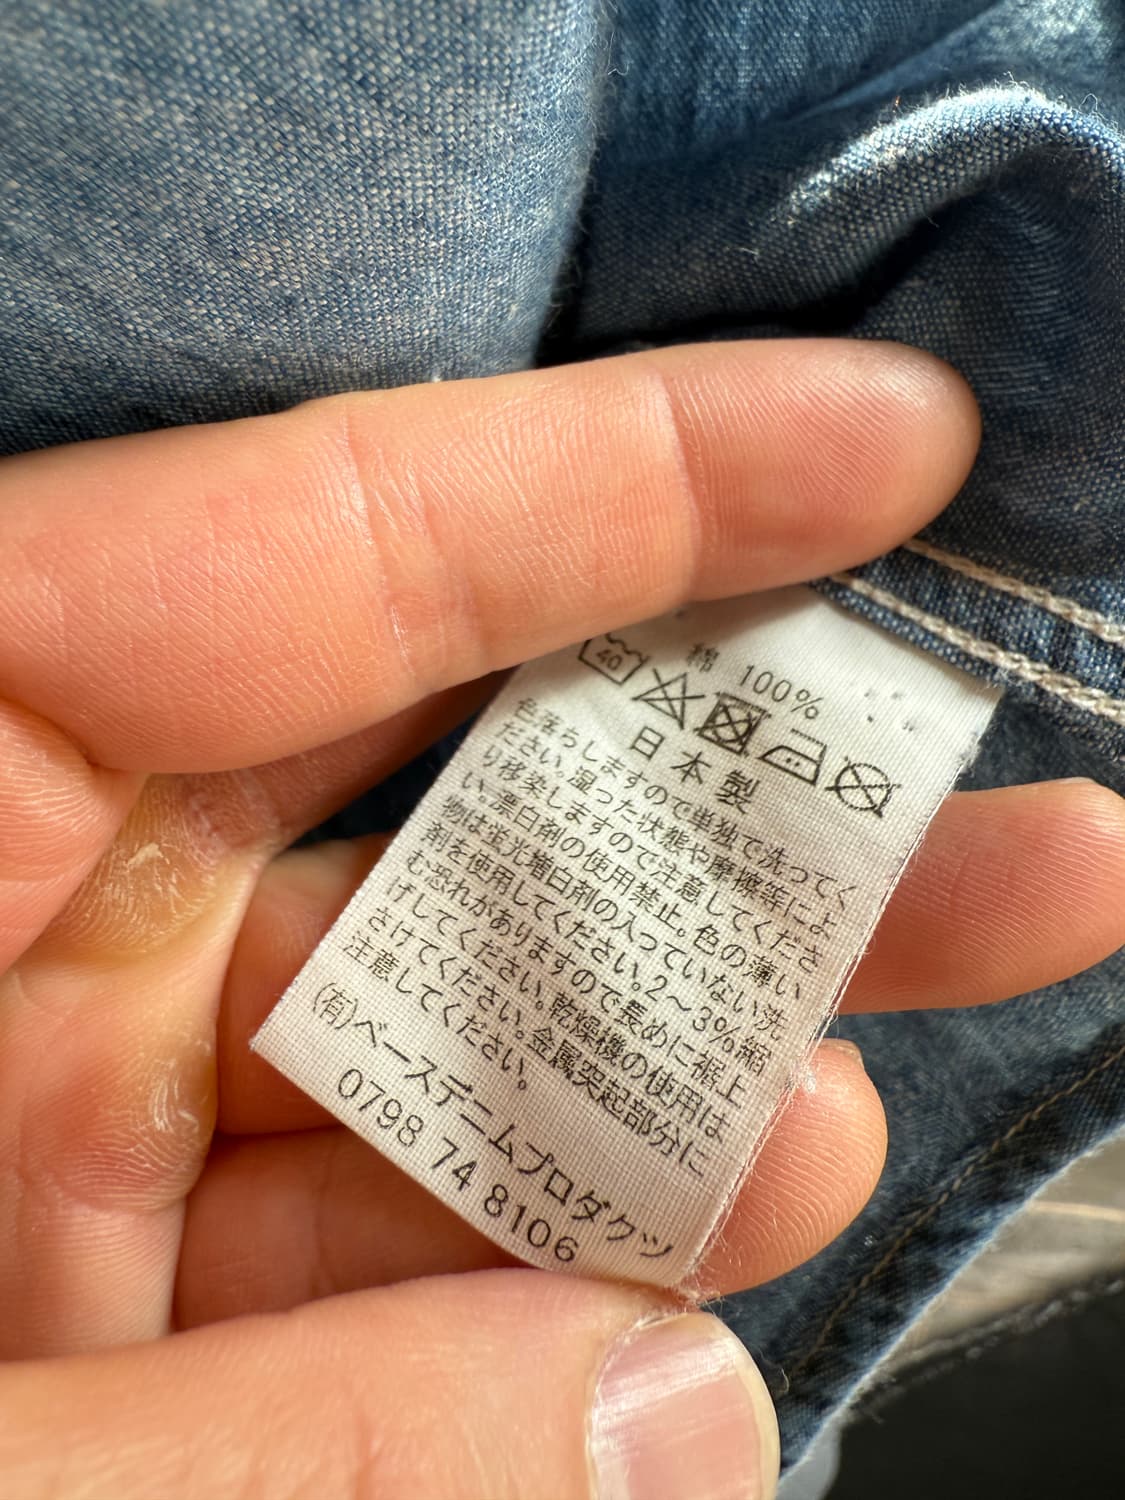 綿 100%
40
日本製
色落ちしますので単独で洗ってく
ださい。湿った状態や摩擦等によ
り移染しますので注意してくださ
い。漂白剤の使用禁止。色の薄い
物は蛍光増白剤の入っていない洗
剤を使用してください。2～3%縮
む恐れがありますので長めに裾上
げしてください。乾燥機の使用は
さけてください。金属突起部分に
注意してください。
(有)ベースデニムプロダクツ
0798 74 8106